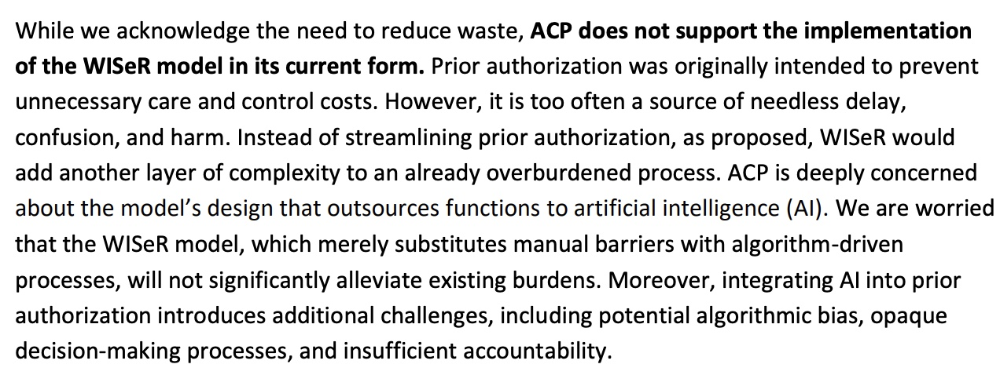 While we acknowledge the need to reduce waste, ACP does not support the implementation
of the WISeR model in its current form. Prior authorization was originally intended to prevent
unnecessary care and control costs. However, it is too often a source of needless delay,
confusion, and harm. Instead of streamlining prior authorization, as proposed, WISeR would
add another layer of complexity to an already overburdened process. ACP is deeply concerned
about the model’s design that outsources functions to artificial intelligence (AI). We are worried
that the WISeR model, which merely substitutes manual barriers with algorithm-driven
processes, will not significantly alleviate existing burdens. Moreover, integrating AI into prior
authorization introduces additional challenges, including potential algorithmic bias, opaque
decision-making processes, and insufficient accountability.